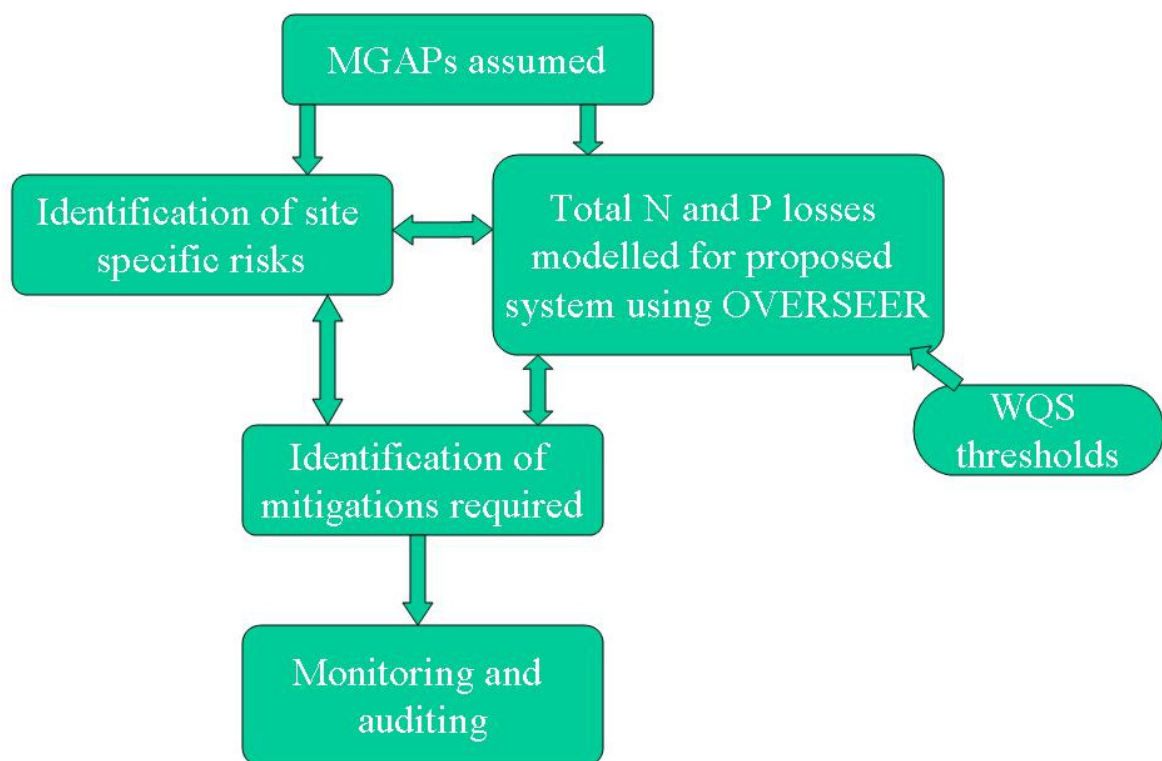 MGAPs assumed
Identification of site
specific risks
Total N and P losses
modelled for proposed
system using OVERSEER
WQS
thresholds
Identification of
mitigations required
Monitoring and
auditing